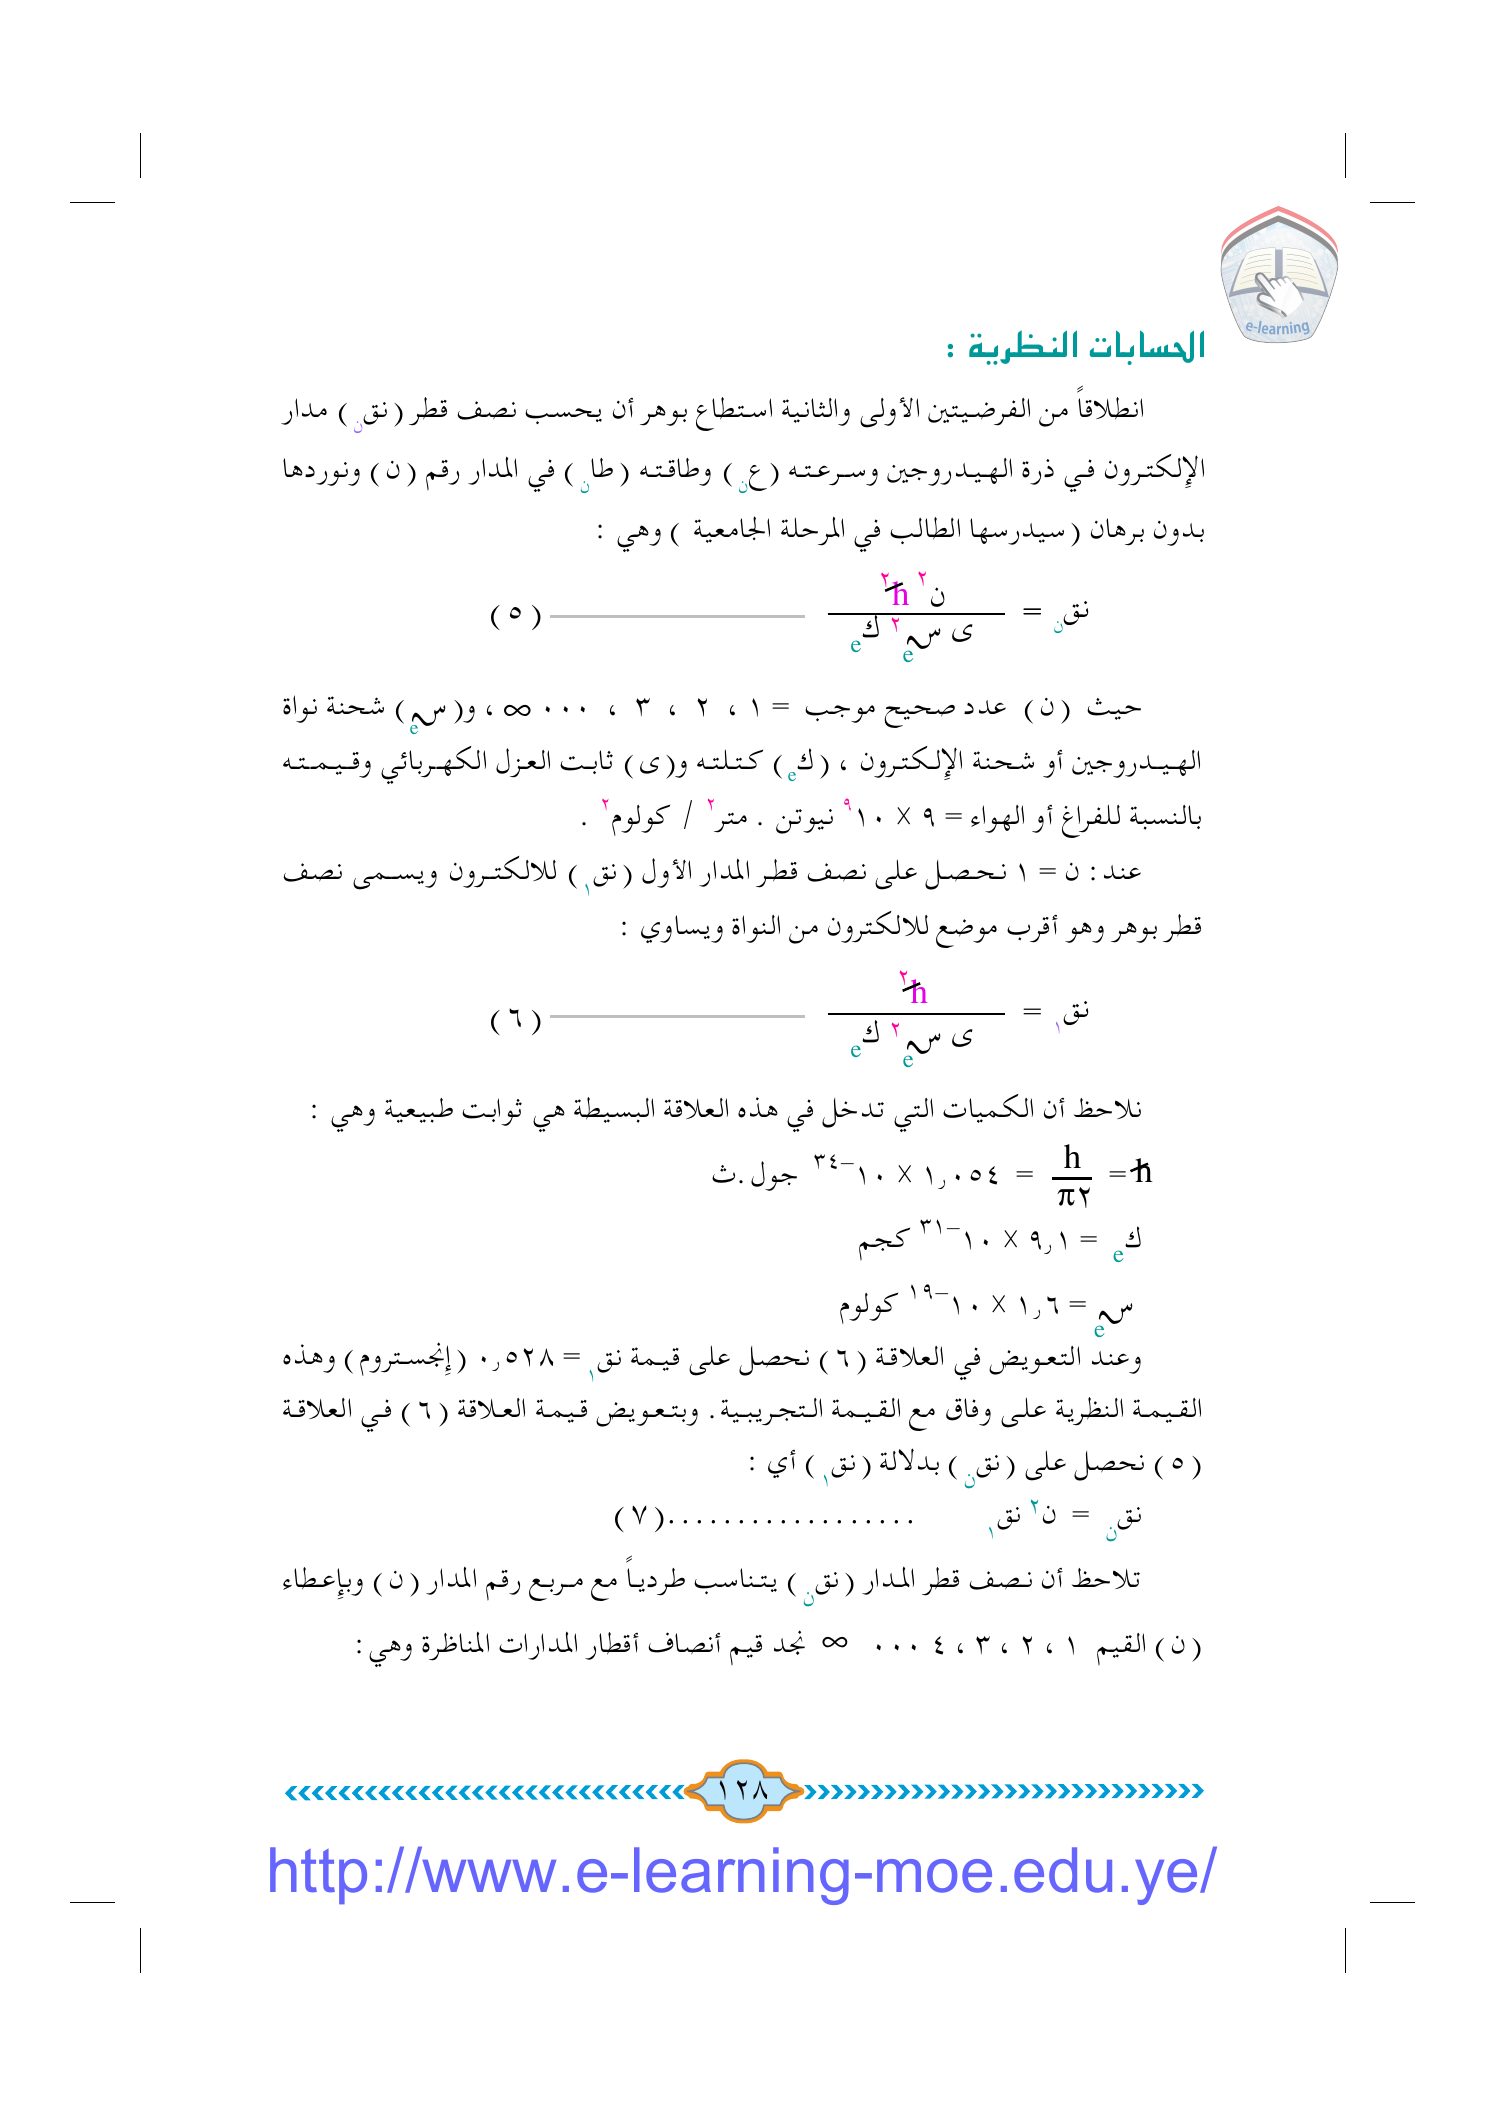 e-learning
الحسابات النظرية :
انطلاقاً من الفرضيتين الأولى والثانية استطاع بوهر أن يحسب نصف قطر ( نقن ) مدار
الإلكترون في ذرة الهيدروجين وسرعته ( عن ) وطاقته ( طان ) في المدار رقم ( ن ) ونوردها
بدون برهان ( سيدرسها الطالب في المرحلة الجامعية ) وهي :
نقن = ن٢ ħ٢ / ى سـe٢ كe ( ٥ )
حيث ( ن ) عدد صحيح موجب = ١ ، ٢ ، ٣ ، ٠٠٠ ∞ ، و( سـe ) شحنة نواة
الهيدروجين أو شحنة الإلكترون ، ( كe ) كتلته و( ى ) ثابت العزل الكهربائي وقيمته
بالنسبة للفراغ أو الهواء = ٩ × ١٠٩ نيوتن . متر٢ / كولوم٢ .
عند : ن = ١ نحصل على نصف قطر المدار الأول ( نق١ ) للالكترون ويسمى نصف
قطر بوهر وهو أقرب موضع للالكترون من النواة ويساوي :
نق١ = ħ٢ / ى سـe٢ كe ( ٦ )
نلاحظ أن الكميات التي تدخل في هذه العلاقة البسيطة هي ثوابت طبيعية وهي :
ħ = h / ٢π = ١٫٠٥٤ × ١٠−٣٤ جول .ث
كe = ٩٫١ × ١٠−٣١ كجم
سـe = ١٫٦ × ١٠−١٩ كولوم
وعند التعويض في العلاقة ( ٦ ) نحصل على قيمة نق١ = ٠٫٥٢٨ ( إنجستروم ) وهذه
القيمة النظرية على وفاق مع القيمة التجريبية . وبتعويض قيمة العلاقة ( ٦ ) في العلاقة
( ٥ ) نحصل على ( نقن ) بدلالة ( نق١ ) أي :
نقن = ن٢ نق١ ..................( ٧ )
تلاحظ أن نصف قطر المدار ( نقن ) يتناسب طردياً مع مربع رقم المدار ( ن ) وبإعطاء
( ن ) القيم ١ ، ٢ ، ٣ ، ٤ ٠٠٠ ∞ نجد قيم أنصاف أقطار المدارات المناظرة وهي :
١٢٨
http://www.e-learning-moe.edu.ye/